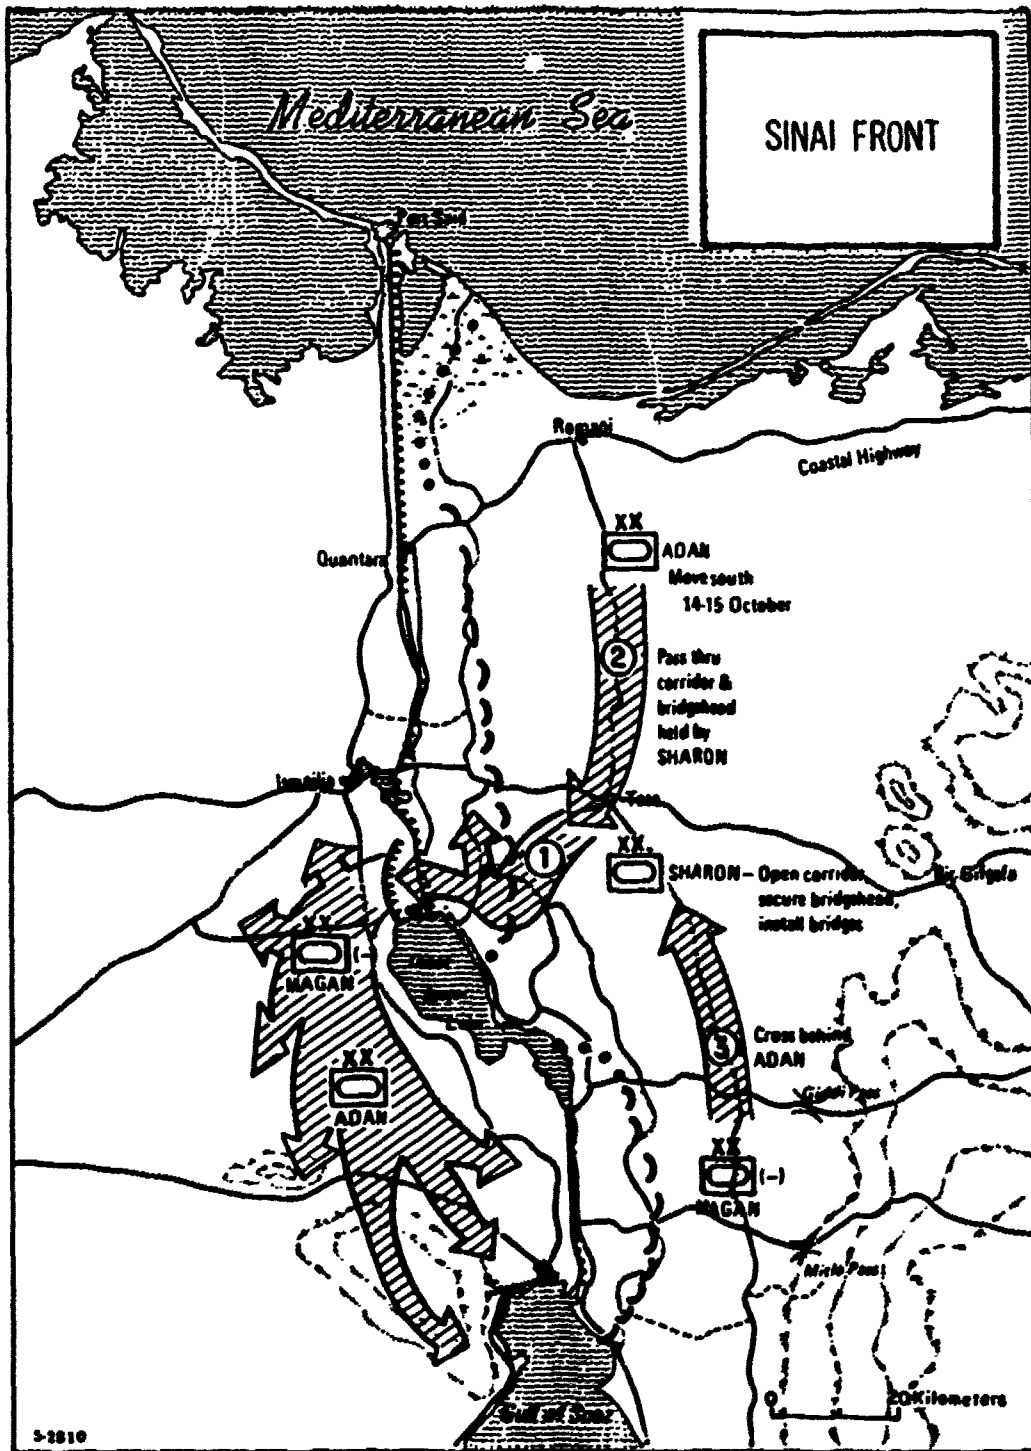 Mediterranean Sea
SINAI FRONT
Port Said
Romani
Coastal Highway
Quantara
XX
ADAN
Move south
14-15 October
2
Pass thru
corridor &
bridgehead
held by
SHARON
Ismailia
Tasa
1
XX
SHARON – Open corridor,
secure bridgehead,
install bridges
Bir Gifgafa
XX
MAGAN
(-)
3
Cross behind
ADAN
XX
ADAN
Giddi Pass
XX
MAGAN
(-)
Mitla Pass
0
20 Kilometers
Gulf of Suez
S-2810